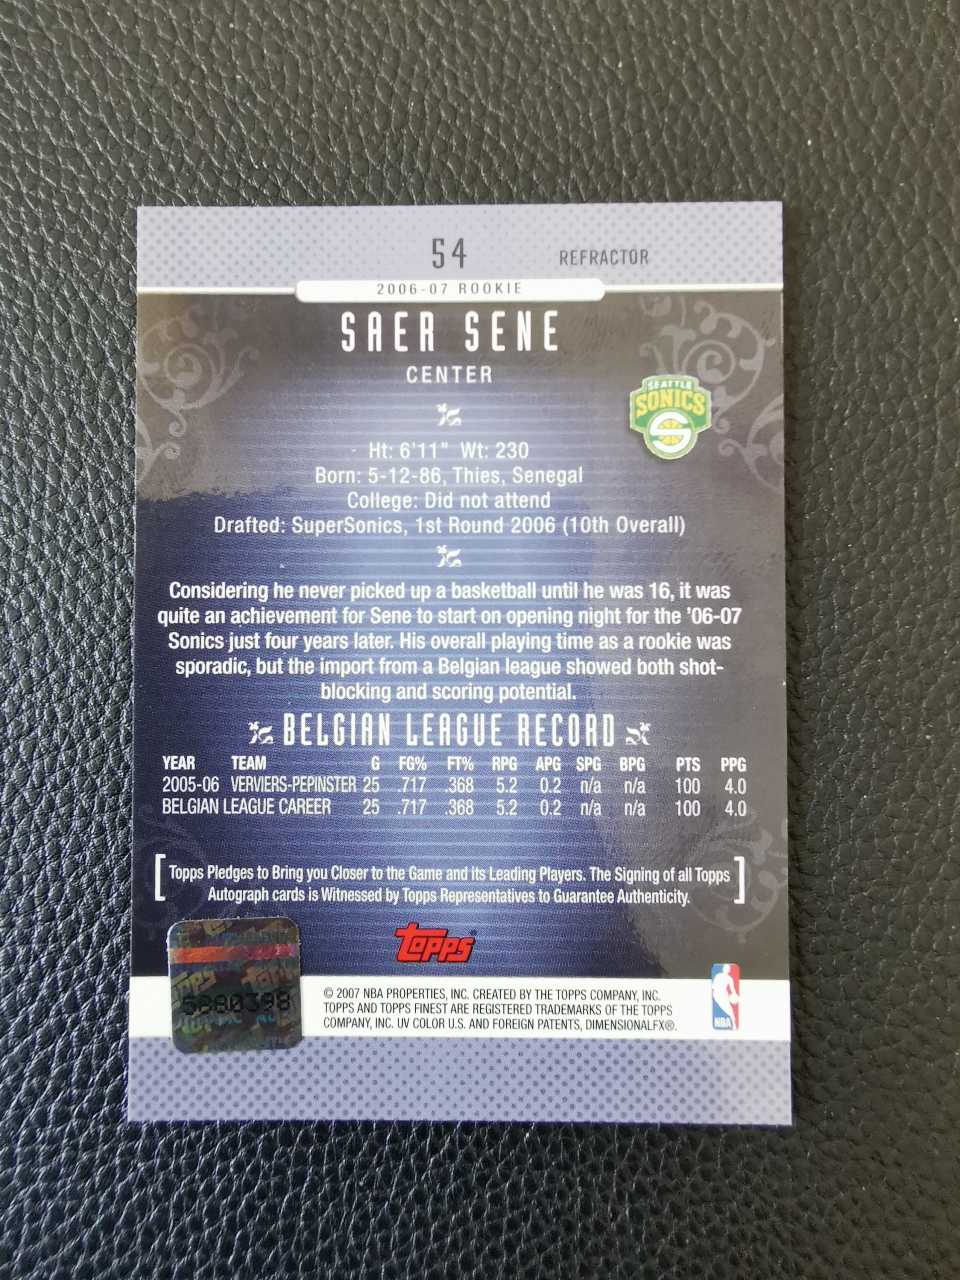 54
REFRACTOR
2006-07 ROOKIE
SAER SENE
CENTER
SEATTLE
SONICS
Ht: 6'11" Wt: 230
Born: 5-12-86, Thies, Senegal
College: Did not attend
Drafted: SuperSonics, 1st Round 2006 (10th Overall)
Considering he never picked up a basketball until he was 16, it was
quite an achievement for Sene to start on opening night for the '06-07
Sonics just four years later. His overall playing time as a rookie was
sporadic, but the import from a Belgian league showed both shot-
blocking and scoring potential.
BELGIAN LEAGUE RECORD
YEAR TEAM G FG% FT% RPG APG SPG BPG PTS PPG
2005-06 VERVIERS-PEPINSTER 25 .717 .368 5.2 0.2 n/a n/a 100 4.0
BELGIAN LEAGUE CAREER 25 .717 .368 5.2 0.2 n/a n/a 100 4.0
[Topps Pledges to Bring you Closer to the Game and its Leading Players. The Signing of all Topps
Autograph cards is Witnessed by Topps Representatives to Guarantee Authenticity.]
topps®
© 2007 NBA PROPERTIES, INC. CREATED BY THE TOPPS COMPANY, INC.
TOPPS AND TOPPS FINEST ARE REGISTERED TRADEMARKS OF THE TOPPS
COMPANY, INC. UV COLOR U.S. AND FOREIGN PATENTS, DIMENSIONALFX®.
NBA